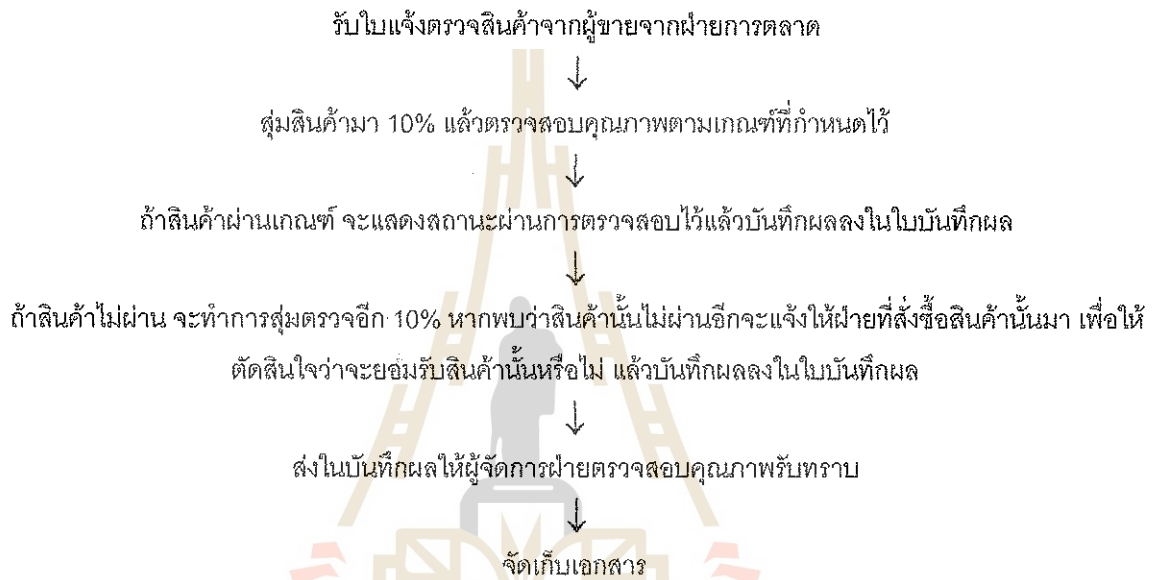 รับใบแจ้งตรวจสินค้าจากผู้ขายจากฝ่ายการตลาด
↓
สุ่มสินค้ามา 10% แล้วตรวจสอบคุณภาพตามเกณฑ์ที่กำหนดไว้
↓
ถ้าสินค้าผ่านเกณฑ์ จะแสดงสถานะผ่านการตรวจสอบไว้แล้วบันทึกผลลงในใบบันทึกผล
↓
ถ้าสินค้าไม่ผ่าน จะทำการสุ่มตรวจอีก 10% หากพบว่าสินค้านั้นไม่ผ่านอีกจะแจ้งให้ฝ่ายที่สั่งซื้อสินค้านั้นมา เพื่อให้
ตัดสินใจว่าจะยอมรับสินค้านั้นหรือไม่ แล้วบันทึกผลลงในใบบันทึกผล
↓
ส่งในบันทึกผลให้ผู้จัดการฝ่ายตรวจสอบคุณภาพรับทราบ
↓
จัดเก็บเอกสาร